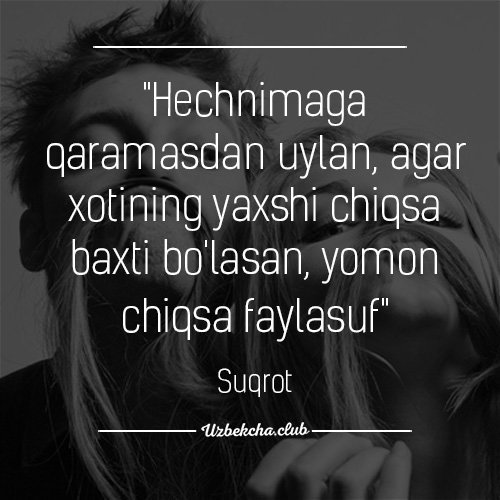 "Hechnimaga
qaramasdan uylan, agar
xotining yaxshi chiqsa
baxti bo'lasan, yomon
chiqsa faylasuf"
Suqrot
Uzbekcha.club